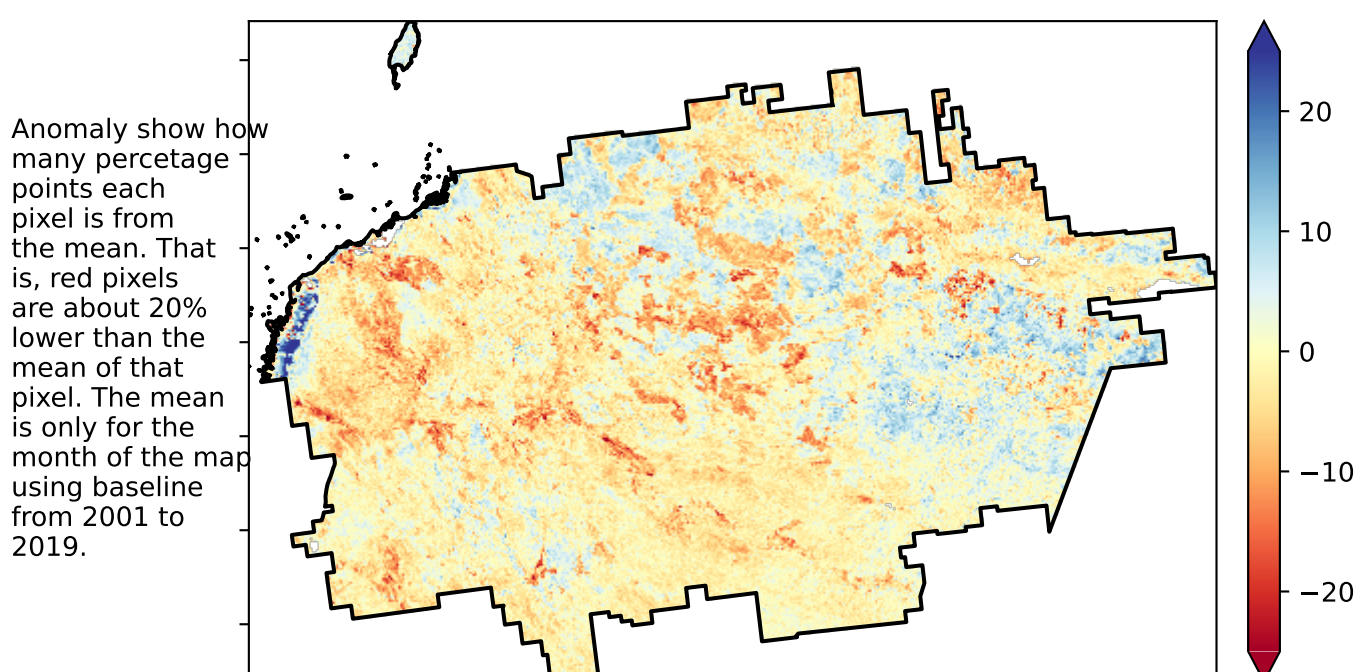 Anomaly show how
many percetage
points each
pixel is from
the mean. That
is, red pixels
are about 20%
lower than the
mean of that
pixel. The mean
is only for the
month of the map
using baseline
from 2001 to
2019.
20
10
0
−10
−20